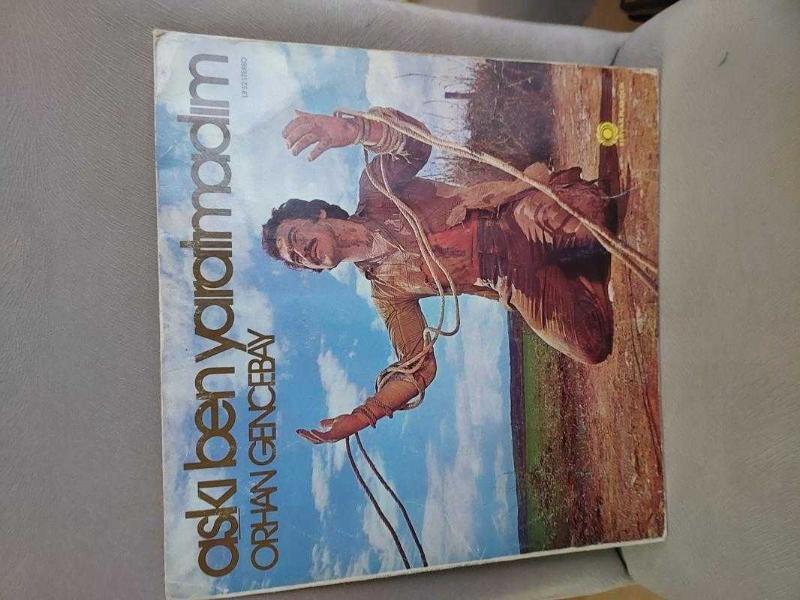 aşkı ben yaratmadım
ORHAN GENCEBAY